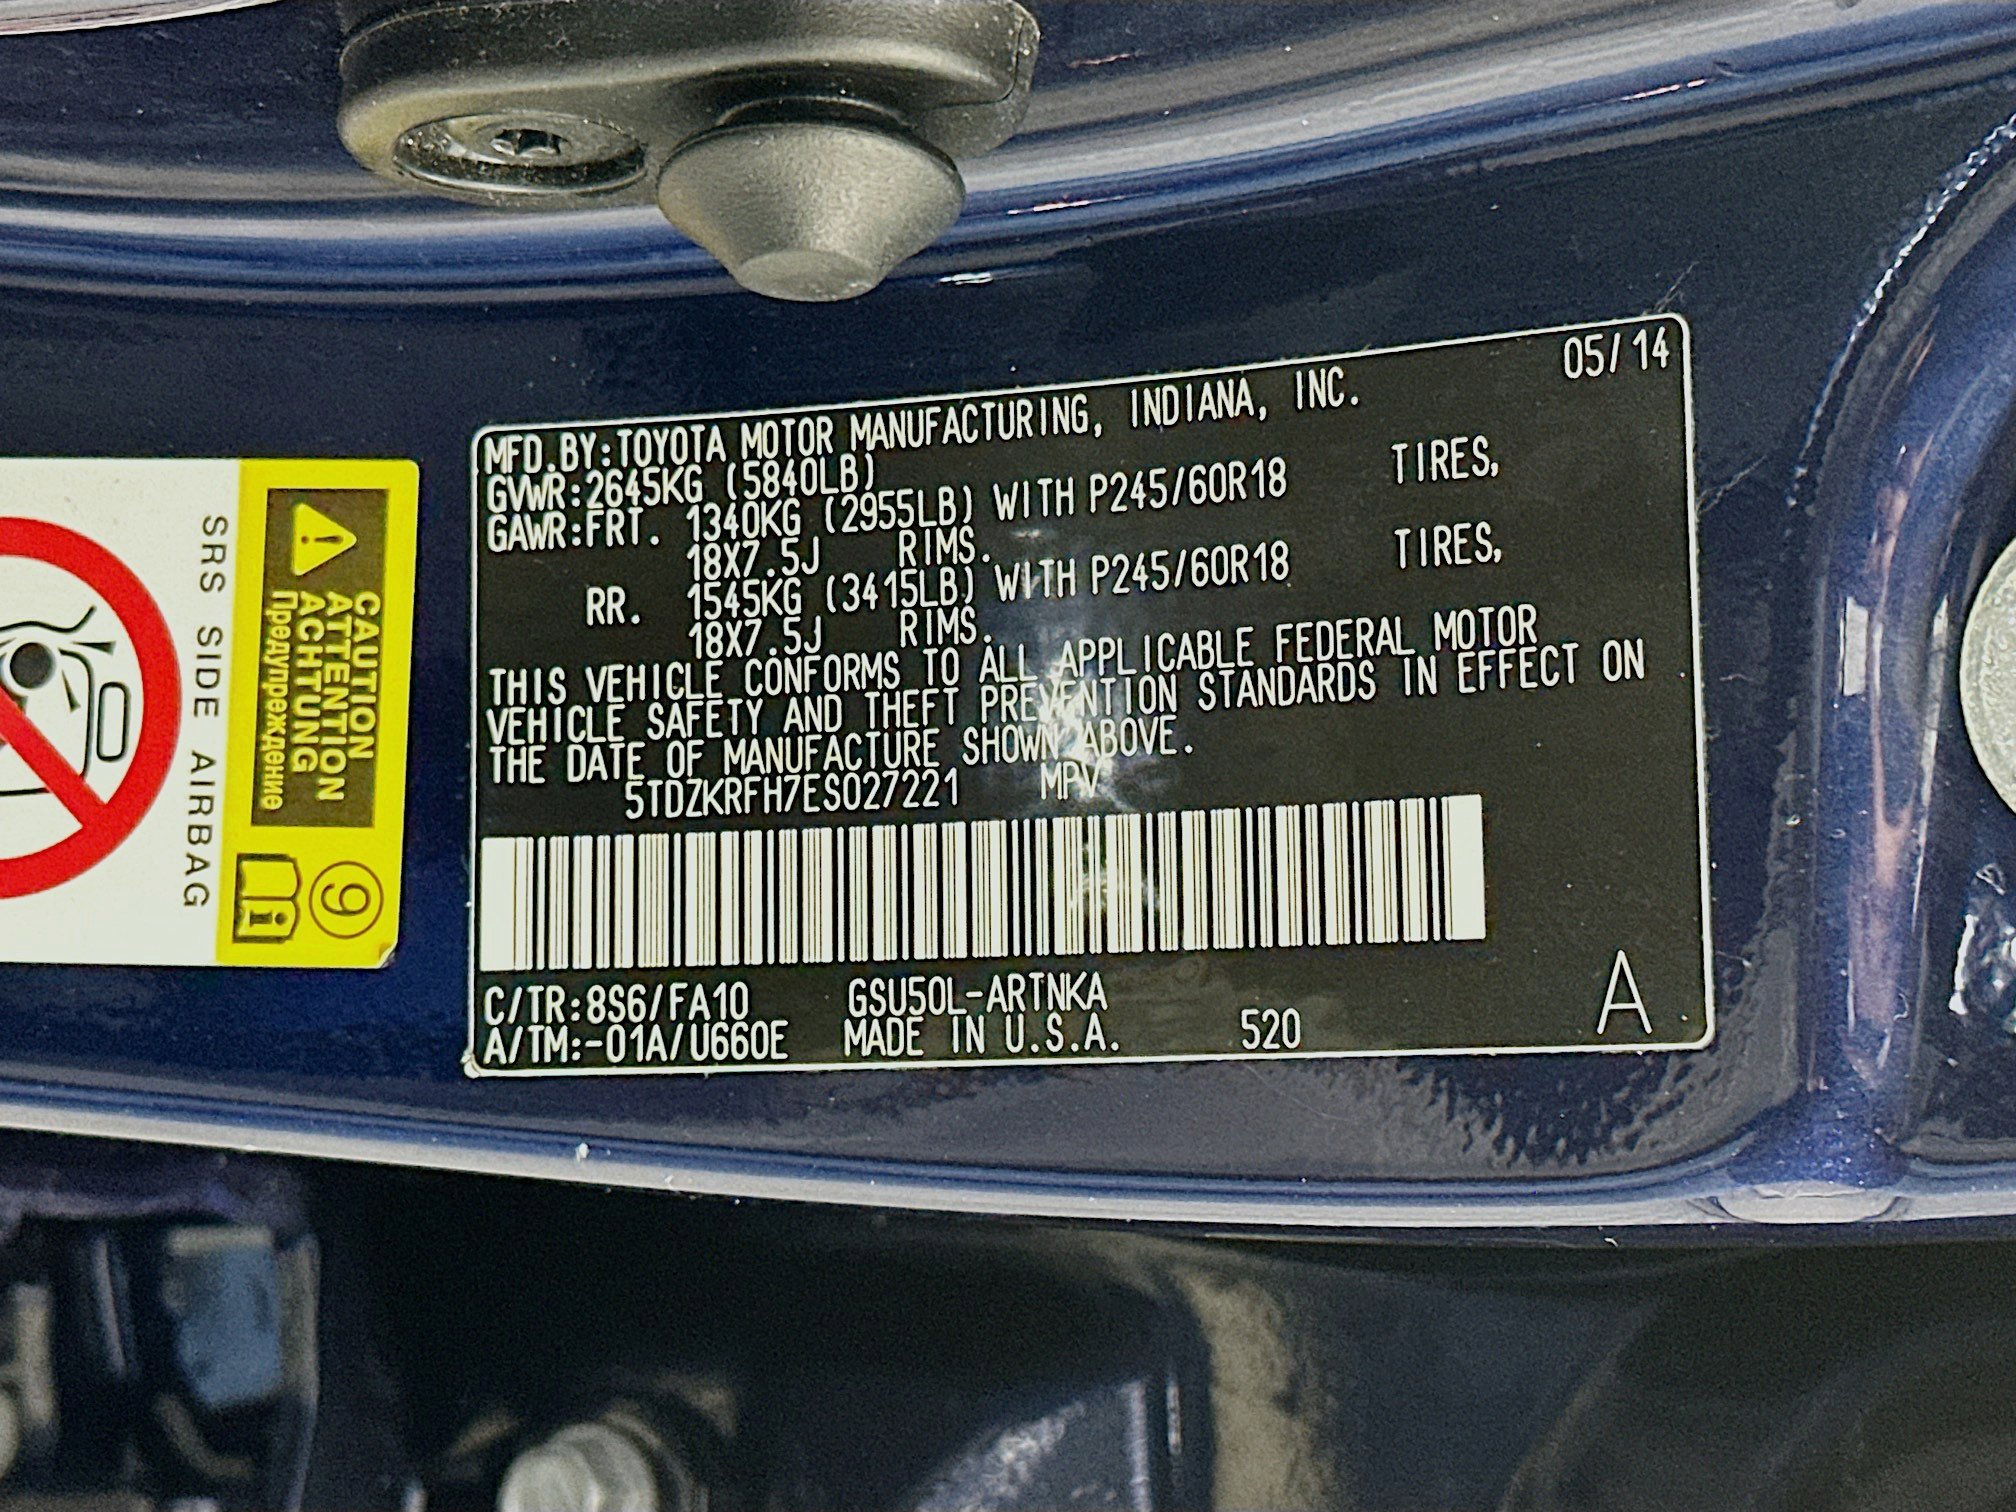 05/14
MFD.BY:TOYOTA MOTOR MANUFACTURING, INDIANA, INC.
GVWR:2645KG (5840LB)
GAWR:FRT. 1340KG (2955LB) WITH P245/60R18 TIRES,
18X7.5J RIMS.
RR. 1545KG (3415LB) WITH P245/60R18 TIRES,
18X7.5J RIMS.
THIS VEHICLE CONFORMS TO ALL APPLICABLE FEDERAL MOTOR
VEHICLE SAFETY AND THEFT PREVENTION STANDARDS IN EFFECT ON
THE DATE OF MANUFACTURE SHOWN ABOVE.
5TDZKRFH7ES027221 MPV
C/TR:8S6/FA10 GSU50L-ARTNKA
A/TM:-01A/U660E MADE IN U.S.A. 520 A
CAUTION
ATTENTION
ACHTUNG
Предупреждение
9
SRS SIDE AIRBAG